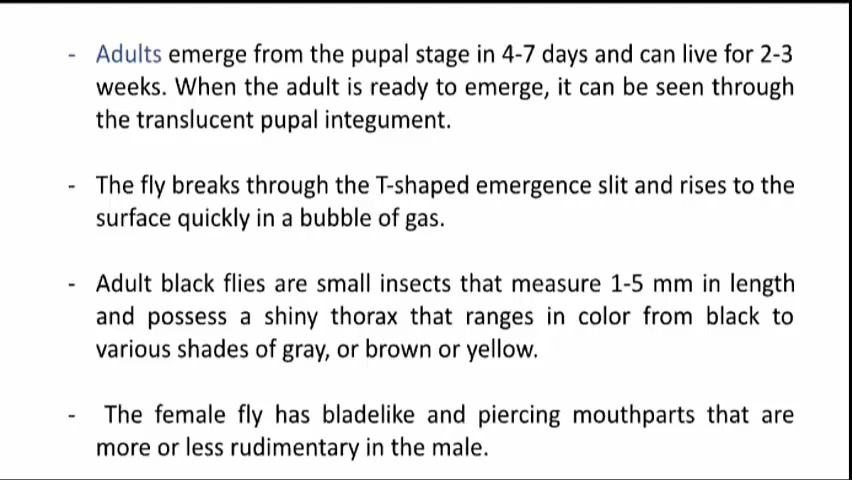 - Adults emerge from the pupal stage in 4-7 days and can live for 2-3
weeks. When the adult is ready to emerge, it can be seen through
the translucent pupal integument.
- The fly breaks through the T-shaped emergence slit and rises to the
surface quickly in a bubble of gas.
- Adult black flies are small insects that measure 1-5 mm in length
and possess a shiny thorax that ranges in color from black to
various shades of gray, or brown or yellow.
- The female fly has bladelike and piercing mouthparts that are
more or less rudimentary in the male.